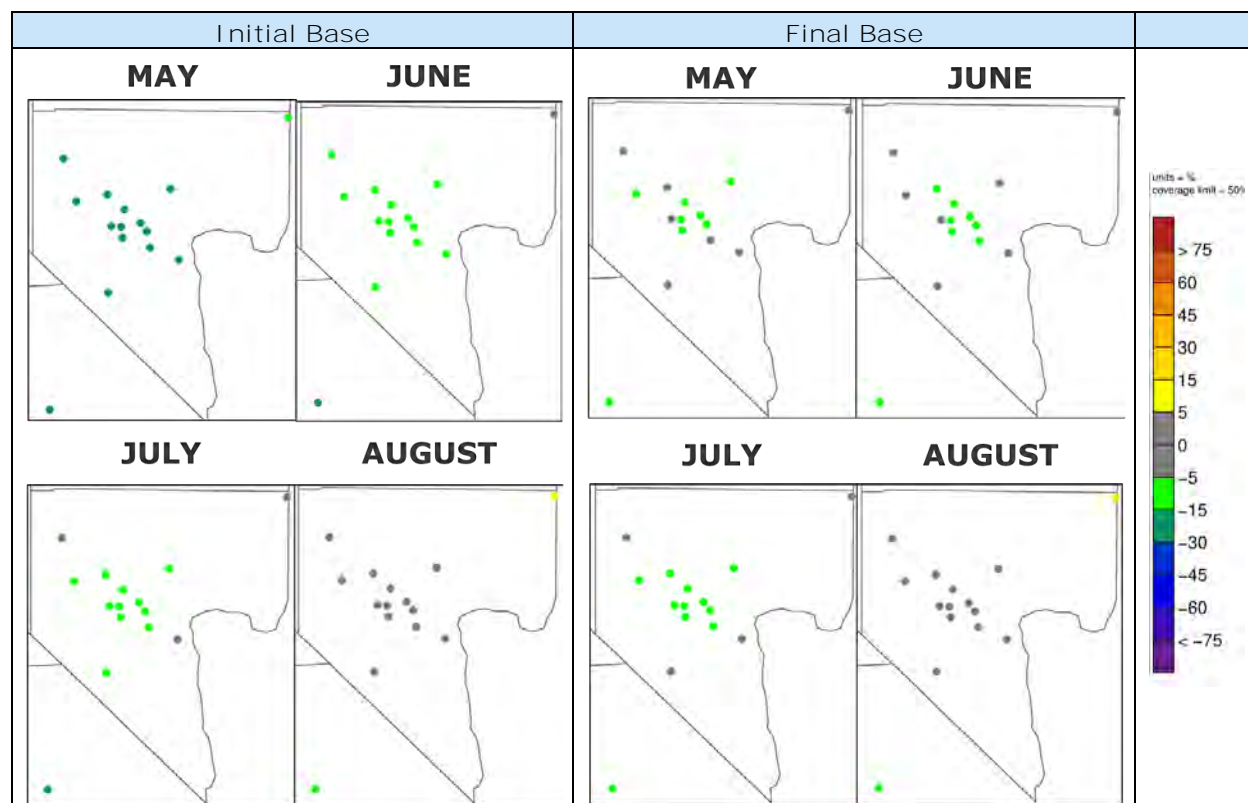 Initial Base
Final Base
MAY
JUNE
MAY
JUNE
JULY
AUGUST
JULY
AUGUST
units = %
coverage limit = 50%
> 75
60
45
30
15
5
0
−5
−15
−30
−45
−60
< −75